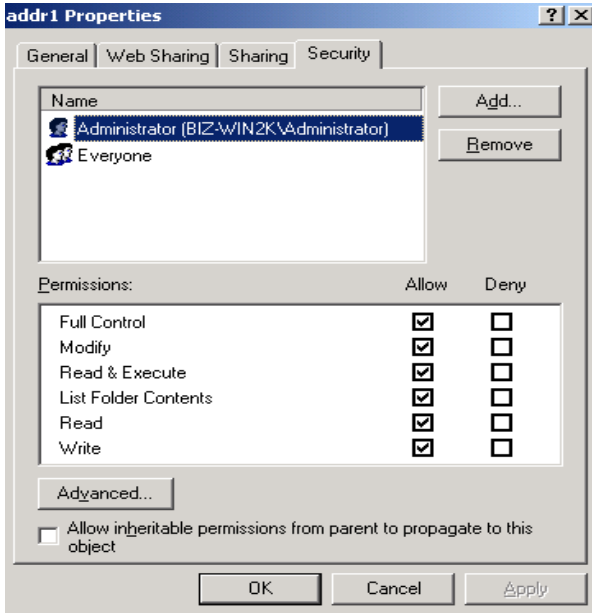 addr1 Properties ? X
General Web Sharing Sharing Security
Name
Administrator (BIZ-WIN2K\Administrator)
Everyone
Add...
Remove
Permissions: Allow Deny
Full Control
Modify
Read & Execute
List Folder Contents
Read
Write
Advanced...
Allow inheritable permissions from parent to propagate to this
object
OK Cancel Apply